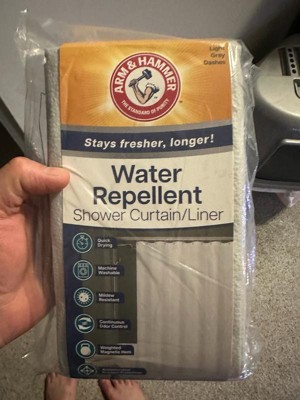 Light
Gray
Dashes
ARM & HAMMER
THE STANDARD OF PURITY
Stays fresher, longer!
Water
Repellent
Shower Curtain/Liner
Quick
Drying
Machine
Washable
Mildew
Resistant
Continuous
Odor Control
Weighted
Magnetic Hem